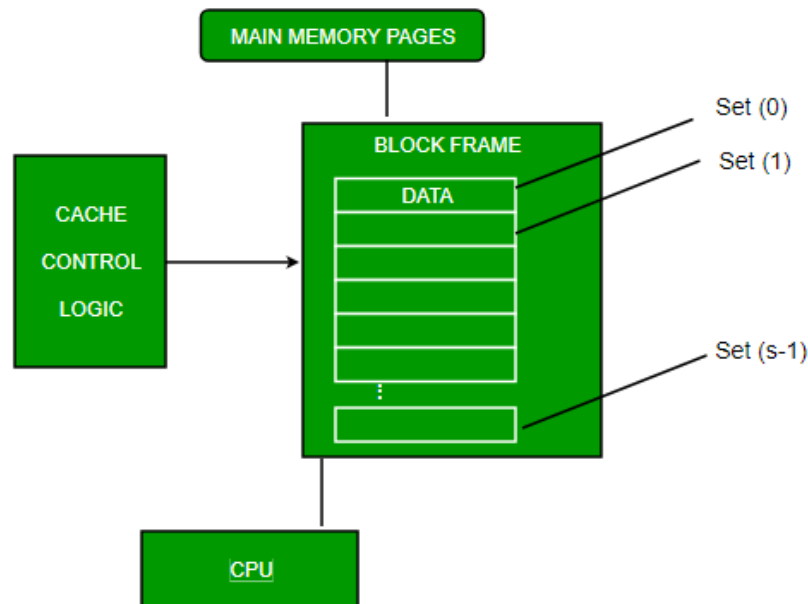 MAIN MEMORY PAGES
Set (0)
BLOCK FRAME
Set (1)
DATA
CACHE
CONTROL
LOGIC
Set (s-1)
CPU